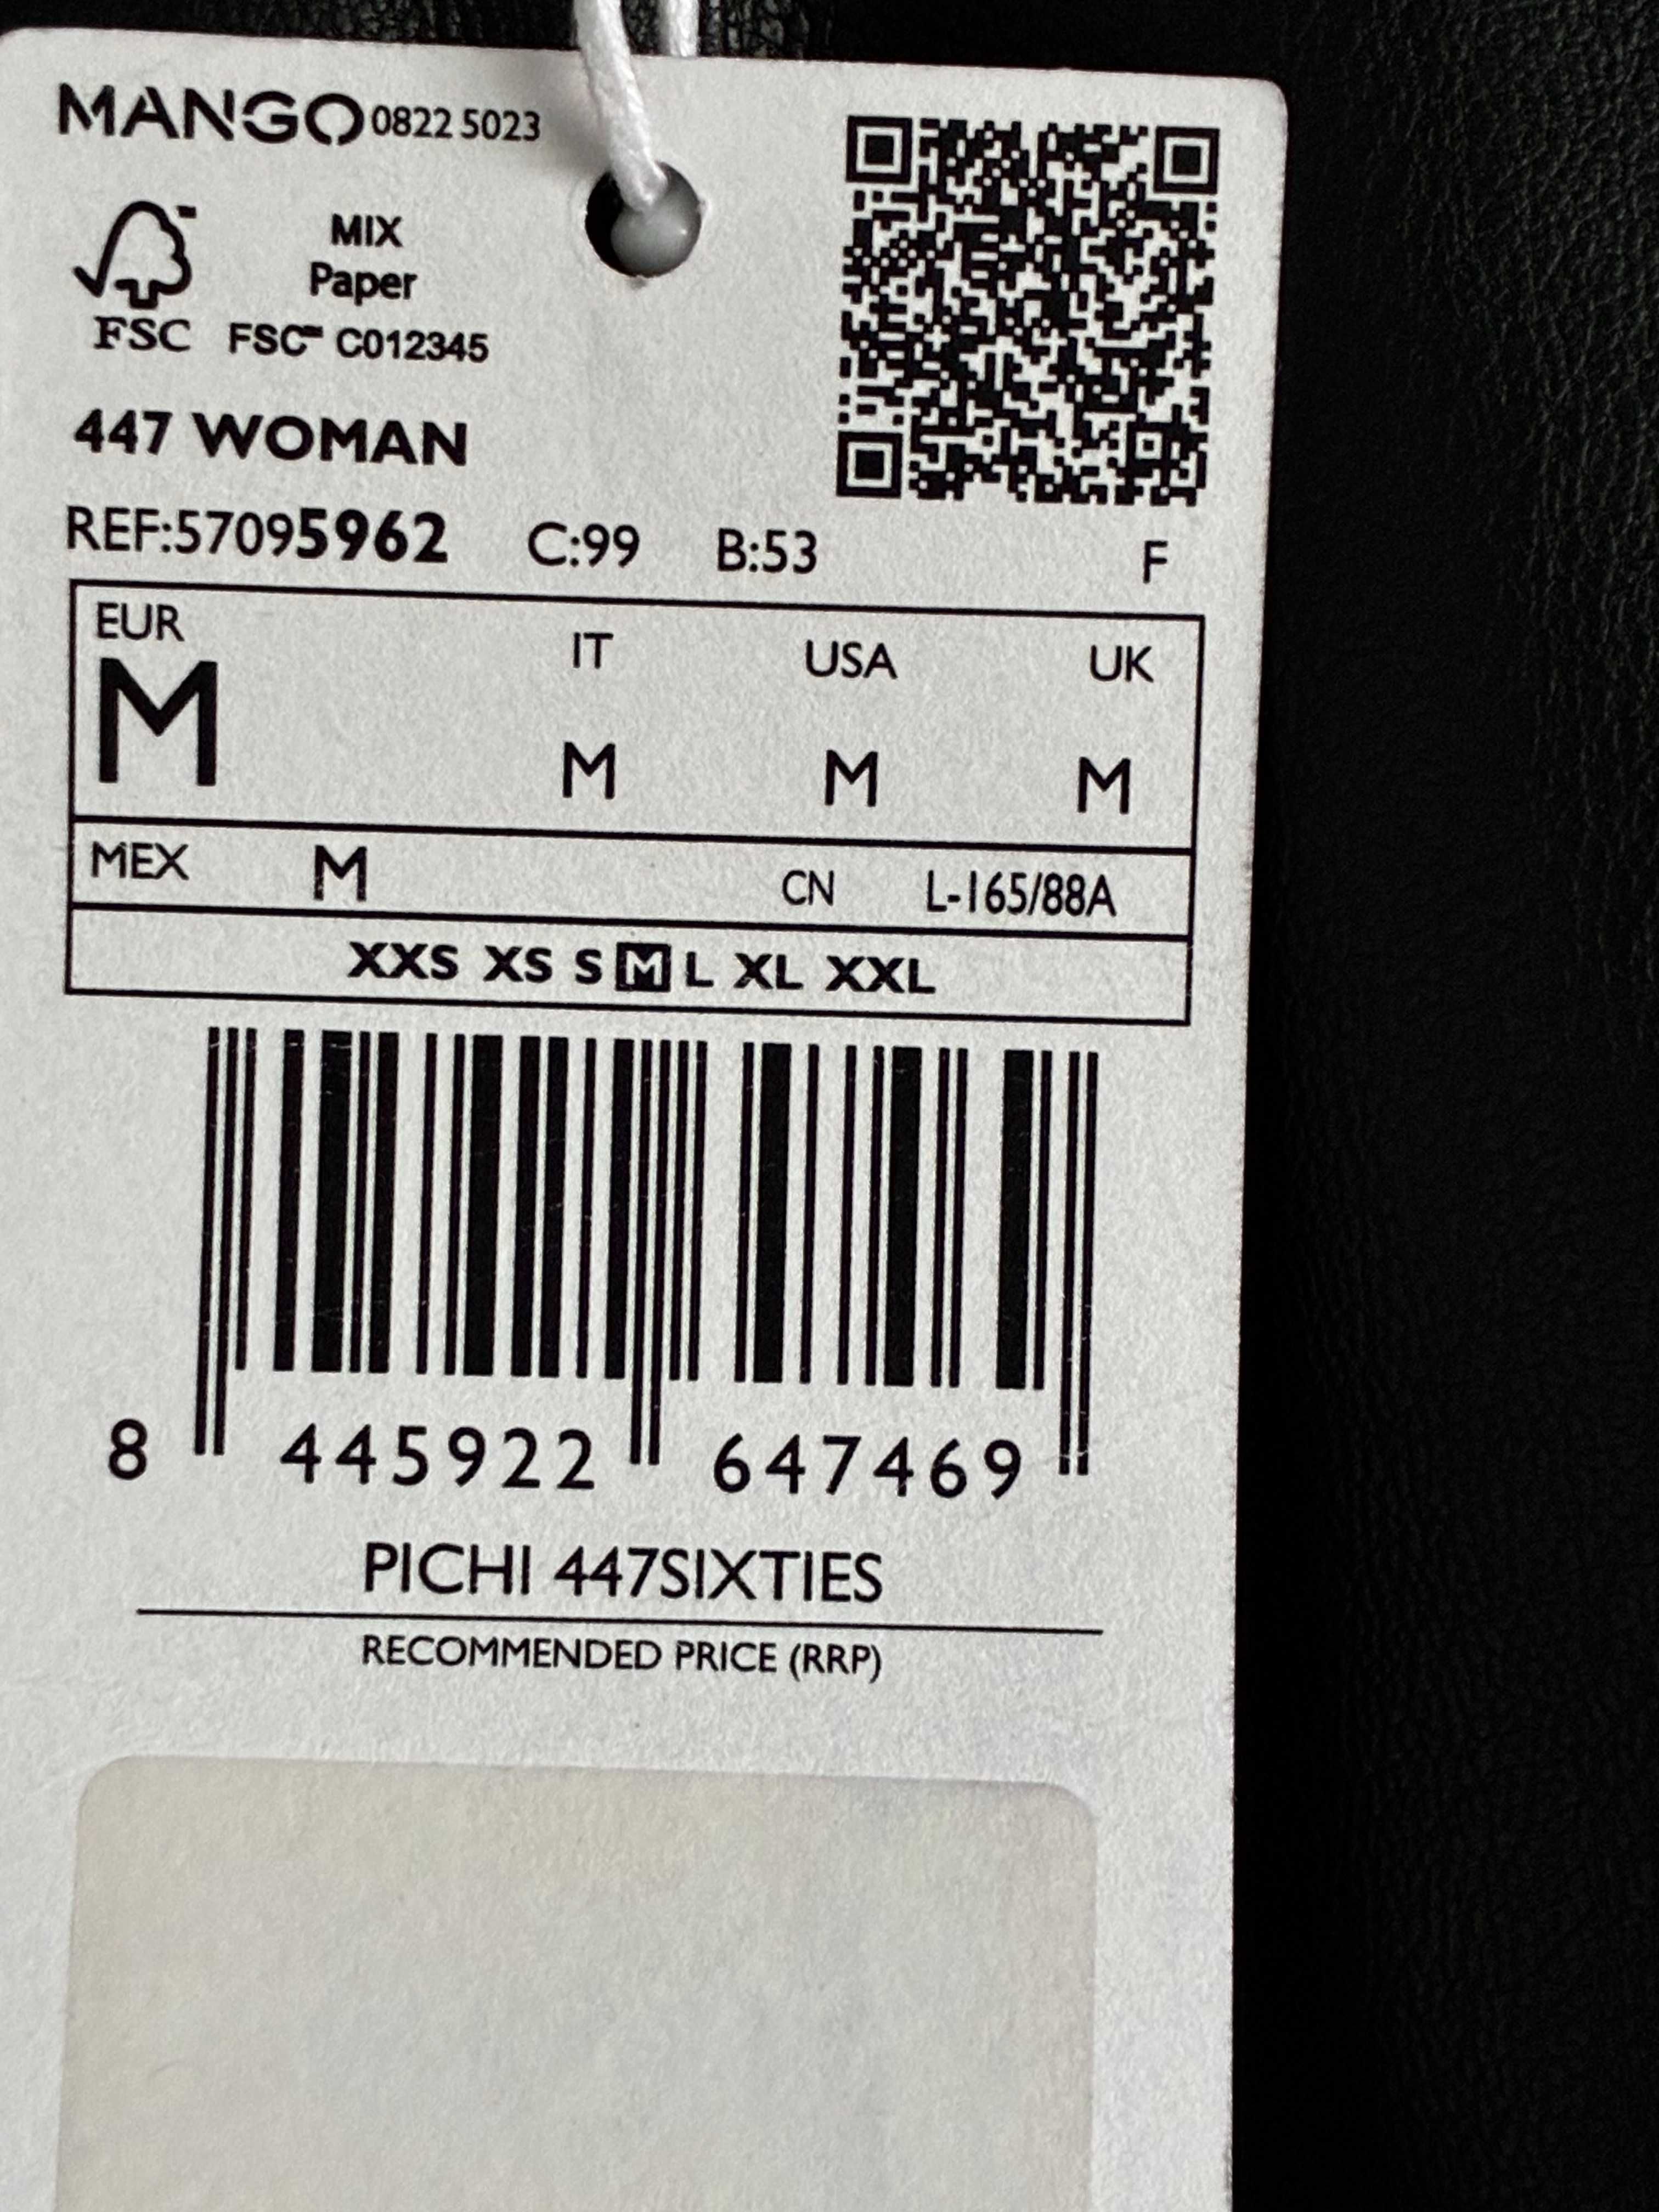 MANGO 0822 5023
MIX
Paper
FSC FSC™ C012345
447 WOMAN
REF:57095962 C:99 B:53 F
EUR IT USA UK
M M M M
MEX M CN L-165/88A
XXS XS S M L XL XXL
8 445922 647469
PICHI 447SIXTIES
RECOMMENDED PRICE (RRP)